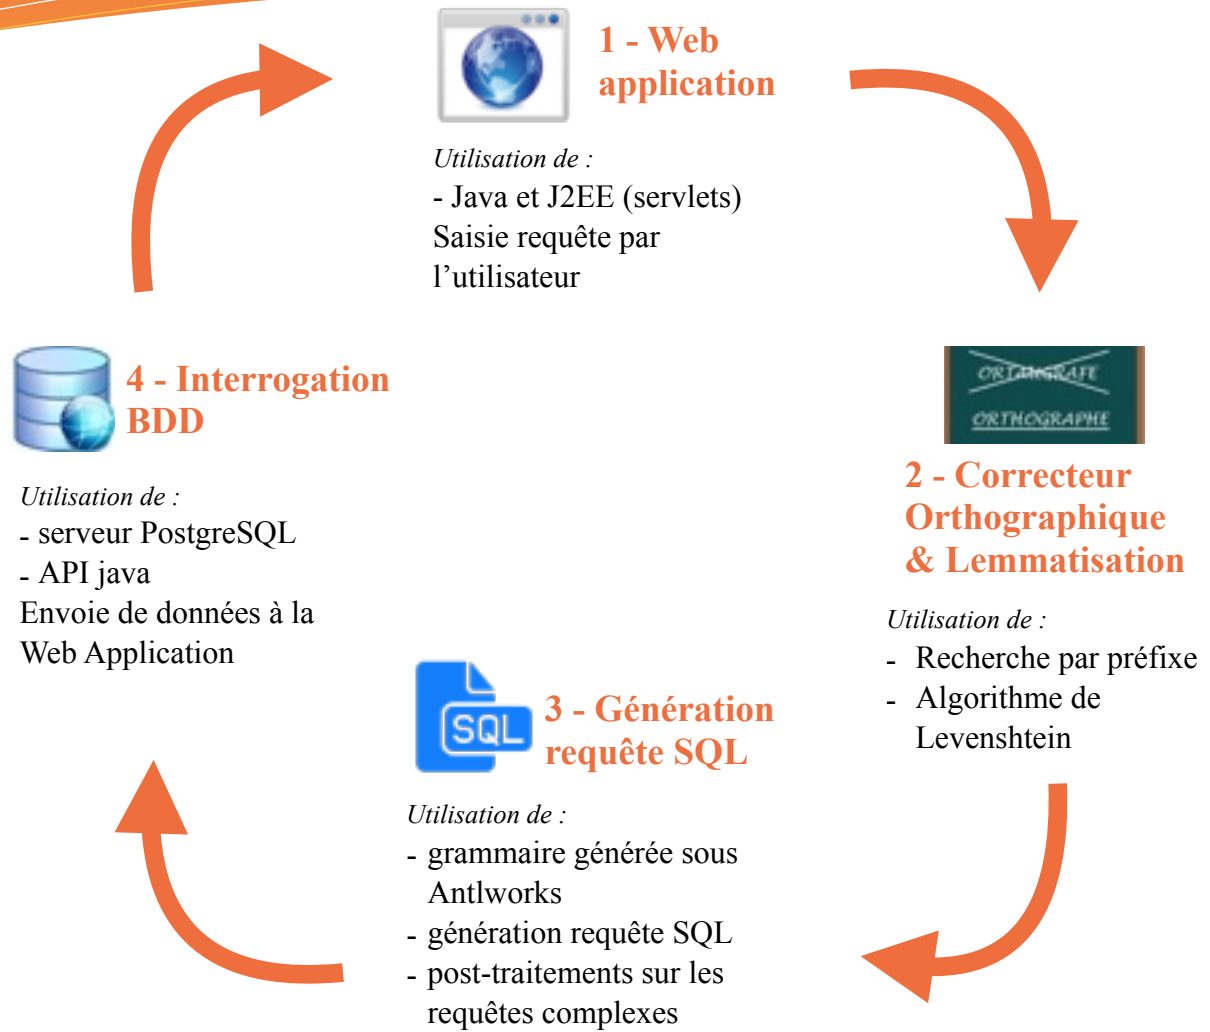 1 - Web
application
Utilisation de :
- Java et J2EE (servlets)
Saisie requête par
l’utilisateur
ORTAUGRAFE
ORTHOGRAPHE
2 - Correcteur
Orthographique
& Lemmatisation
Utilisation de :
- Recherche par préfixe
- Algorithme de
Levenshtein
SQL
3 - Génération
requête SQL
Utilisation de :
- grammaire générée sous
Antlworks
- génération requête SQL
- post-traitements sur les
requêtes complexes
4 - Interrogation
BDD
Utilisation de :
- serveur PostgreSQL
- API java
Envoie de données à la
Web Application